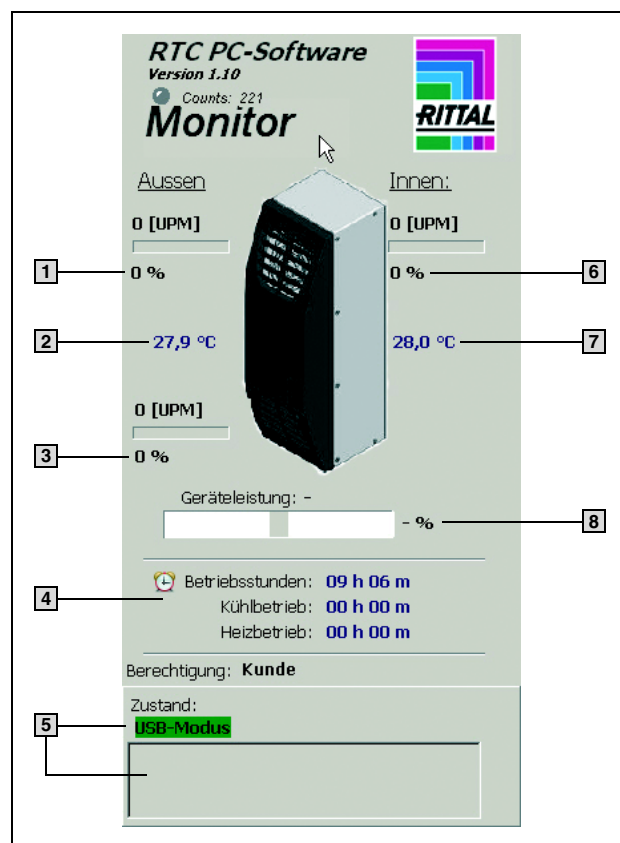 RTC PC-Software
Version 1.10
Counts: 221
Monitor
RITTAL
Aussen
Innen:
0 [UPM]
0 [UPM]
1
0 %
0 %
6
2
27,9 °C
28,0 °C
7
0 [UPM]
3
0 %
Geräteleistung: -
- %
8
4
Betriebsstunden: 09 h 06 m
Kühlbetrieb: 00 h 00 m
Heizbetrieb: 00 h 00 m
Berechtigung: Kunde
Zustand:
5
USB-Modus